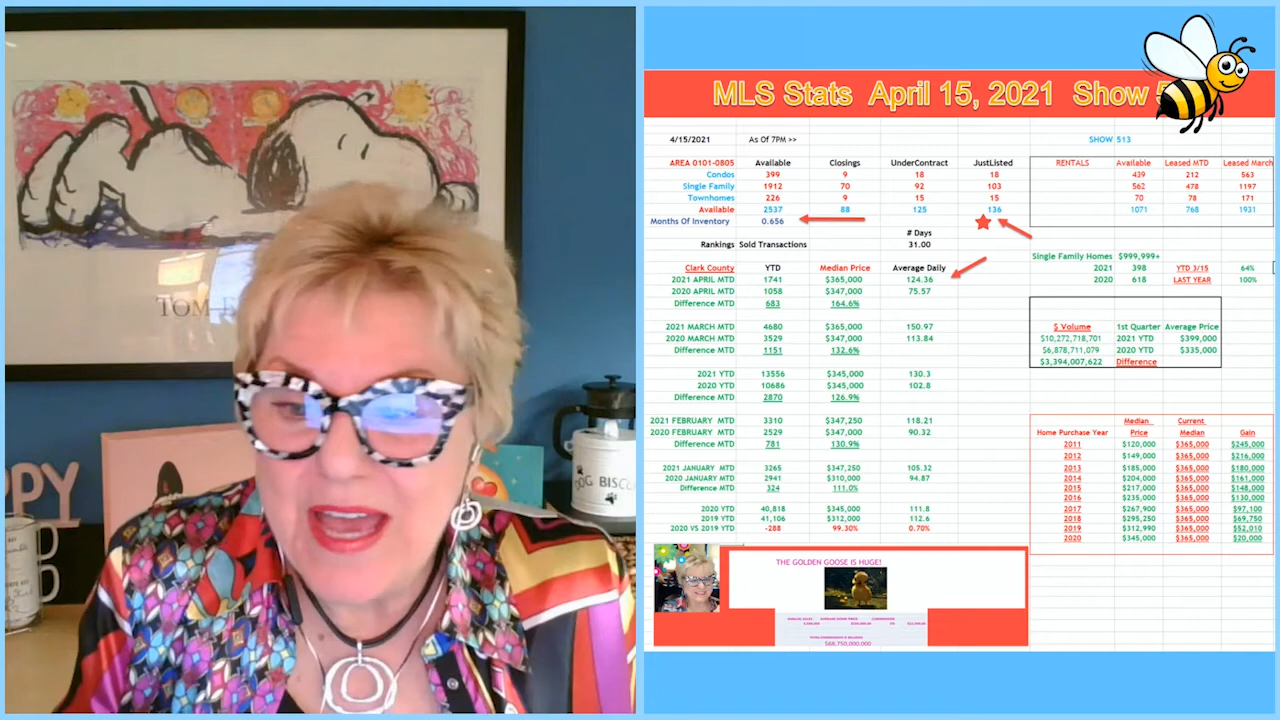 TOM
PPY
DOG BISCU
MLS Stats April 15, 2021 Show 5
4/15/2021 As Of 7PM >> SHOW 513
AREA 0101-0805 Available Closings UnderContract JustListed RENTALS Available Leased MTD Leased March
Condos 399 9 18 18 439 212 563
Single Family 1912 70 92 103 562 478 1197
Townhomes 226 9 15 15 70 78 171
Available 2537 88 125 136 1071 768 1931
Months Of Inventory 0.656
# Days
Rankings Sold Transactions 31.00
Single Family Homes $999,999+
Clark County YTD Median Price Average Daily 2021 398 YTD 3/15 64%
2021 APRIL MTD 1741 $365,000 124.36 2020 618 LAST YEAR 100%
2020 APRIL MTD 1058 $347,000 75.57
Difference MTD 683 164.6%
2021 MARCH MTD 4680 $365,000 150.97 $ Volume 1st Quarter Average Price
2020 MARCH MTD 3529 $347,000 113.84 $10,272,718,701 2021 YTD $399,000
Difference MTD 1151 132.6% $6,878,711,079 2020 YTD $335,000
$3,394,007,622 Difference
2021 YTD 13556 $345,000 130.3
2020 YTD 10686 $345,000 102.8
Difference MTD 2870 126.9%
2021 FEBRUARY MTD 3310 $347,250 118.21 Median Current
2020 FEBRUARY MTD 2529 $347,000 90.32 Home Purchase Year Price Median Gain
Difference MTD 781 130.9% 2011 $120,000 $365,000 $245,000
2012 $149,000 $365,000 $216,000
2021 JANUARY MTD 3265 $347,250 105.32 2013 $185,000 $365,000 $180,000
2020 JANUARY MTD 2941 $310,000 94.87 2014 $204,000 $365,000 $161,000
Difference MTD 324 111.0% 2015 $217,000 $365,000 $148,000
2016 $235,000 $365,000 $130,000
2020 YTD 40,818 $345,000 111.8 2017 $267,900 $365,000 $97,100
2019 YTD 41,106 $312,000 112.6 2018 $295,250 $365,000 $69,750
2020 VS 2019 YTD -288 99.30% 0.70% 2019 $312,990 $365,000 $52,010
2020 $345,000 $365,000 $20,000
THE GOLDEN GOOSE IS HUGE!
$68,750,000,000